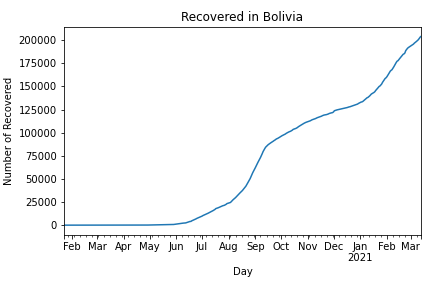 Recovered in Bolivia
Number of Recovered
200000
175000
150000
125000
100000
75000
50000
25000
0
Feb Mar Apr May Jun Jul Aug Sep Oct Nov Dec Jan Feb Mar
2021
Day